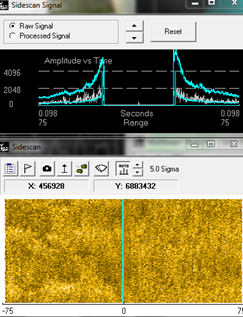 Sidescan Signal
Raw Signal
Processed Signal
Reset
Amplitude vs Time
4096
2048
0.098 Seconds 0.098
75 Range 75
Sidescan
AUTO 5.0 Sigma
X: 456928 Y: 6883432
-75 0 75